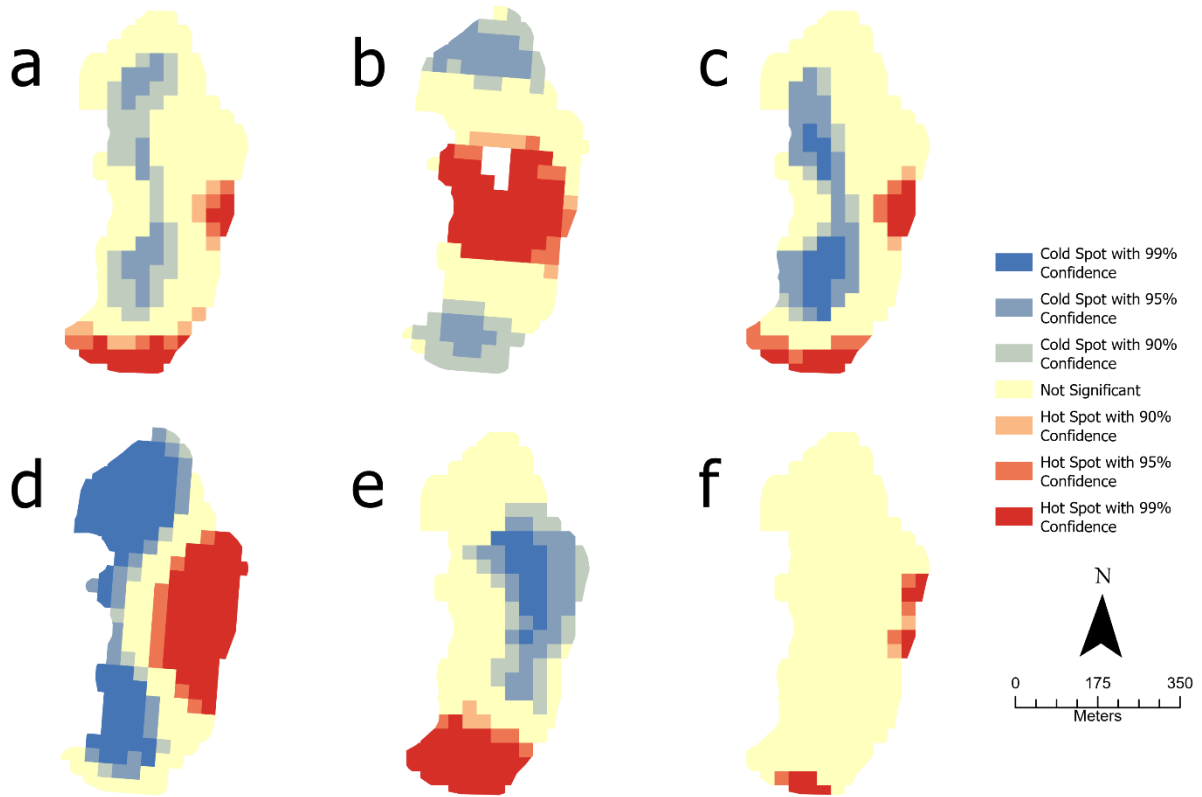 a
b
c
d
e
f
Cold Spot with 99%
Confidence
Cold Spot with 95%
Confidence
Cold Spot with 90%
Confidence
Not Significant
Hot Spot with 90%
Confidence
Hot Spot with 95%
Confidence
Hot Spot with 99%
Confidence
N
0 175 350
Meters